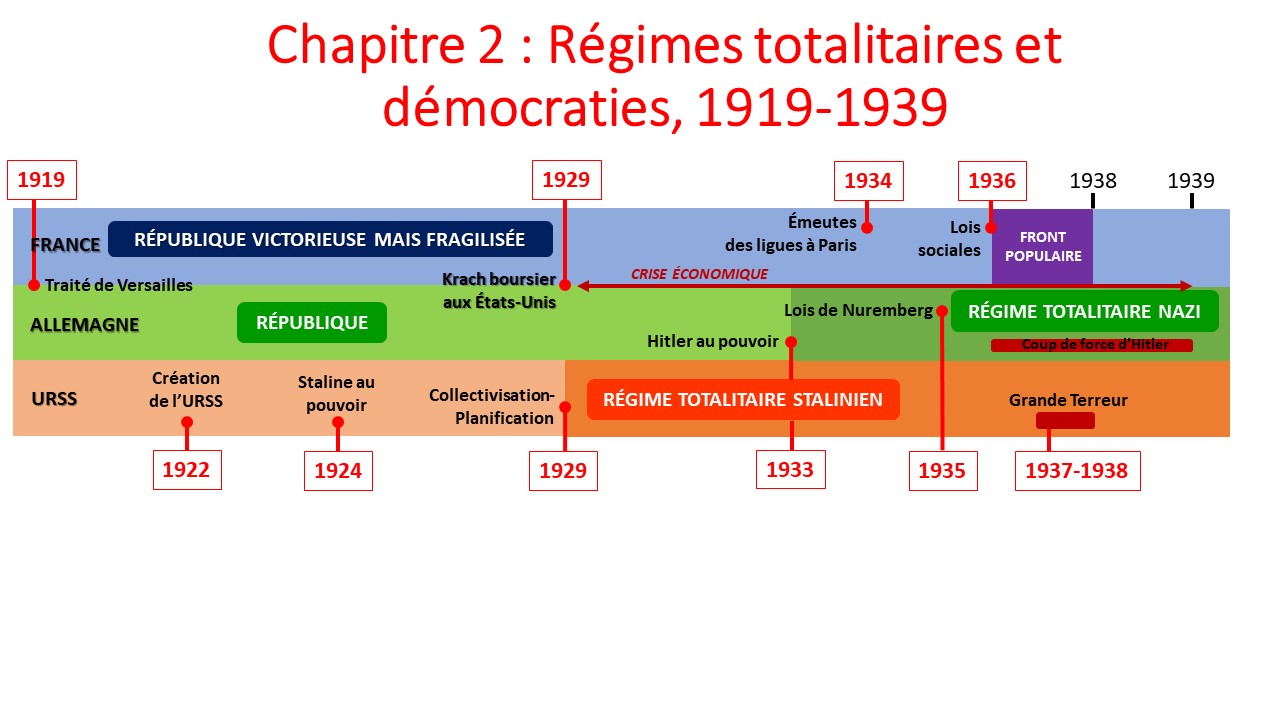 Chapitre 2 : Régimes totalitaires et
démocraties, 1919-1939
1919
1929
1934
1936
1938
1939
FRANCE
RÉPUBLIQUE VICTORIEUSE MAIS FRAGILISÉE
Émeutes
des ligues à Paris
Lois
sociales
FRONT
POPULAIRE
Traité de Versailles
Krach boursier
aux États-Unis
CRISE ÉCONOMIQUE
ALLEMAGNE
RÉPUBLIQUE
Hitler au pouvoir
Lois de Nuremberg
RÉGIME TOTALITAIRE NAZI
Coup de force d'Hitler
URSS
Création
de l'URSS
Staline au
pouvoir
Collectivisation-
Planification
RÉGIME TOTALITAIRE STALINIEN
Grande Terreur
1922
1924
1929
1933
1935
1937-1938